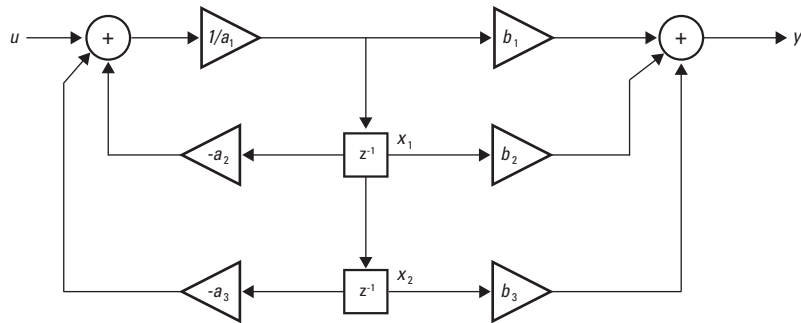 u + 1/a₁ b₁ + y
-a₂ z⁻¹ x₁ b₂
-a₃ z⁻¹ x₂ b₃